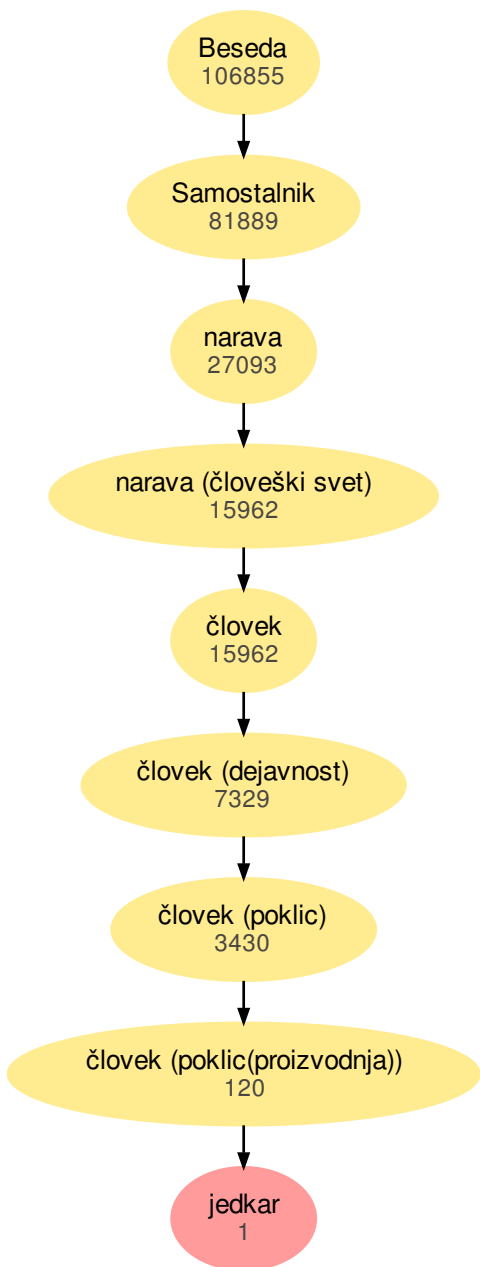 Beseda
106855
Samostalnik
81889
narava
27093
narava (človeški svet)
15962
človek
15962
človek (dejavnost)
7329
človek (poklic)
3430
človek (poklic(proizvodnja))
120
jedkar
1